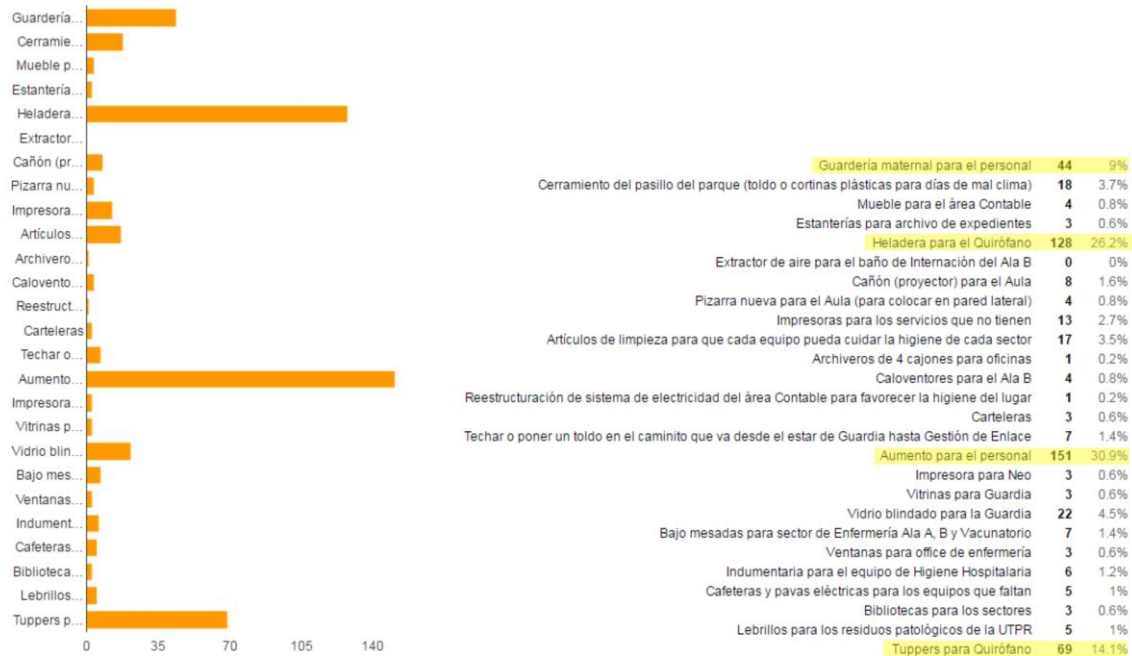 Guardería...
Cerramie...
Mueble p...
Estantería...
Heladera...
Extractor...
Cañón (pr...
Pizarra nu...
Impresora...
Artículos...
Archivero...
Calovento...
Reestruct...
Carteleras
Techar o...
Aumento...
Impresora...
Vitrinas p...
Vidrio blin...
Bajo mes...
Ventanas...
Indument...
Cafeteras...
Biblioteca...
Lebrillos...
Tuppers p...
0 35 70 105 140
Guardería maternal para el personal 44 9%
Cerramiento del pasillo del parque (toldo o cortinas plásticas para días de mal clima) 18 3.7%
Mueble para el área Contable 4 0.8%
Estanterías para archivo de expedientes 3 0.6%
Heladera para el Quirófano 128 26.2%
Extractor de aire para el baño de Internación del Ala B 0 0%
Cañón (proyector) para el Aula 8 1.6%
Pizarra nueva para el Aula (para colocar en pared lateral) 4 0.8%
Impresoras para los servicios que no tienen 13 2.7%
Artículos de limpieza para que cada equipo pueda cuidar la higiene de cada sector 17 3.5%
Archiveros de 4 cajones para oficinas 1 0.2%
Caloventores para el Ala B 4 0.8%
Reestructuración de sistema de electricidad del área Contable para favorecer la higiene del lugar 1 0.2%
Carteleras 3 0.6%
Techar o poner un toldo en el caminito que va desde el estar de Guardia hasta Gestión de Enlace 7 1.4%
Aumento para el personal 151 30.9%
Impresora para Neo 3 0.6%
Vitrinas para Guardia 3 0.6%
Vidrio blindado para la Guardia 22 4.5%
Bajo mesadas para sector de Enfermería Ala A, B y Vacunatorio 7 1.4%
Ventanas para office de enfermería 3 0.6%
Indumentaria para el equipo de Higiene Hospitalaria 6 1.2%
Cafeteras y pavas eléctricas para los equipos que faltan 5 1%
Bibliotecas para los sectores 3 0.6%
Lebrillos para los residuos patológicos de la UTPR 5 1%
Tuppers para Quirófano 69 14.1%